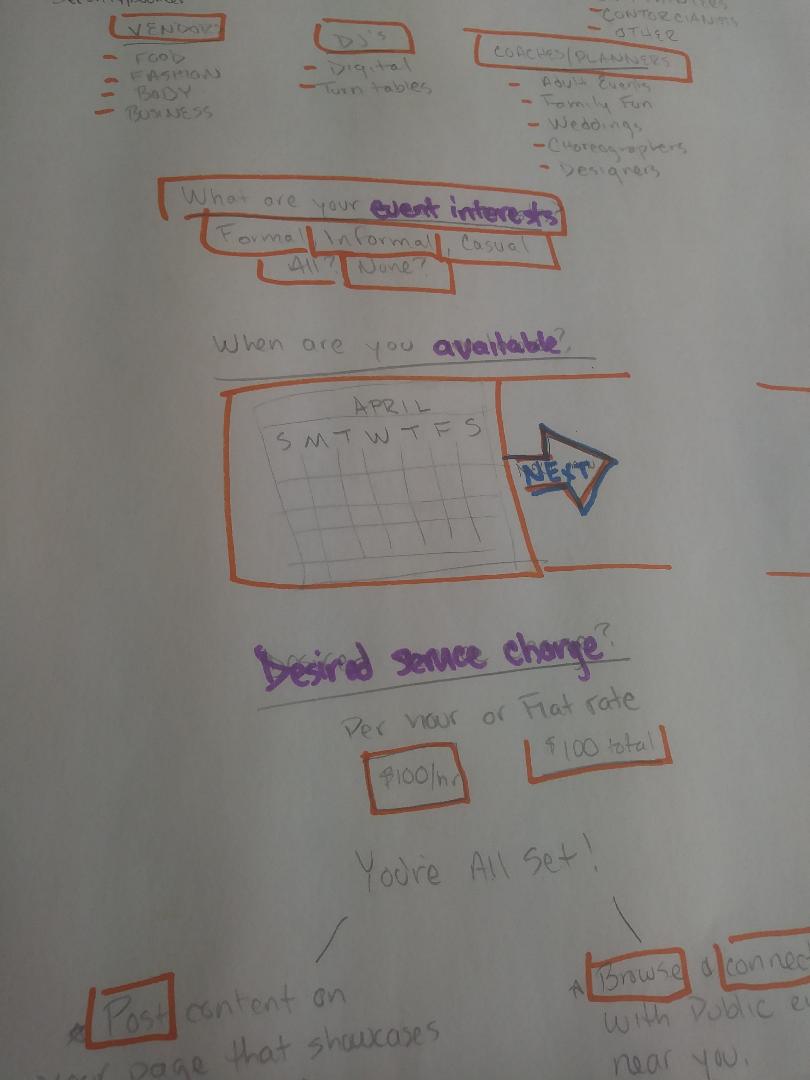 CONTORCIANISTS
- OTHER
VENDORS
- FOOD
- FASHION
- BODY
- BUSINESS
DJ's
- Digital
- Turn tables
COACHES/PLANNERS
- Adult Events
- Family Fun
- Weddings
- Choreographers
- Designers
What are your event interests
Formal, Informal, Casual
All? None?
When are you available?
APRIL
S M T W T F S
NEXT
Desired service charge?
Per hour or Flat rate
$100/hr
$100 total
You're All Set!
Post content on
your page that showcases
Browse & connec
with Public e
near you.